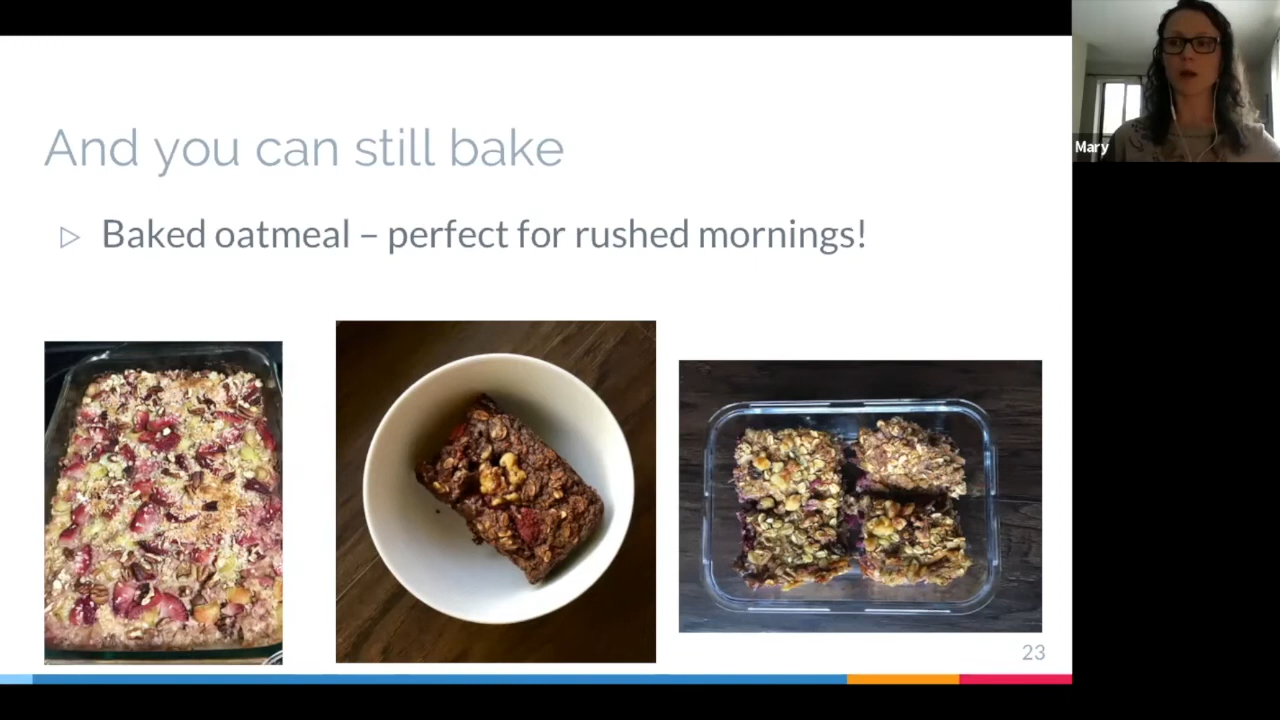 And you can still bake
▷ Baked oatmeal – perfect for rushed mornings!
23
Mary